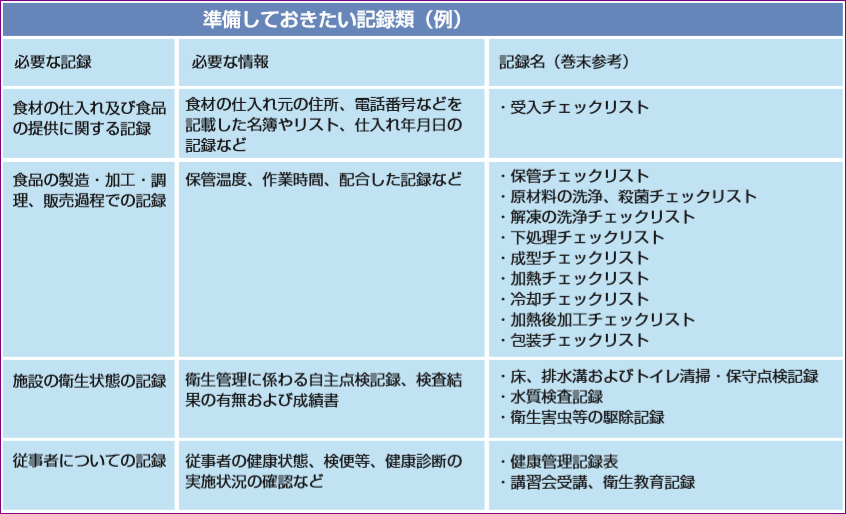 準備しておきたい記録類（例）
必要な記録
必要な情報
記録名（巻末参考）
食材の仕入れ及び食品
の提供に関する記録
食材の仕入れ元の住所、電話番号などを
記載した名簿やリスト、仕入れ年月日の
記録など
・受入チェックリスト
食品の製造・加工・調
理、販売過程での記録
保管温度、作業時間、配合した記録など
・保管チェックリスト
・原材料の洗浄、殺菌チェックリスト
・解凍の洗浄チェックリスト
・下処理チェックリスト
・成型チェックリスト
・加熱チェックリスト
・冷却チェックリスト
・加熱後加工チェックリスト
・包装チェックリスト
施設の衛生状態の記録
衛生管理に係わる自主点検記録、検査結
果の有無および成績書
・床、排水溝およびトイレ清掃・保守点検記録
・水質検査記録
・衛生害虫等の駆除記録
従事者についての記録
従事者の健康状態、検便等、健康診断の
実施状況の確認など
・健康管理記録表
・講習会受講、衛生教育記録